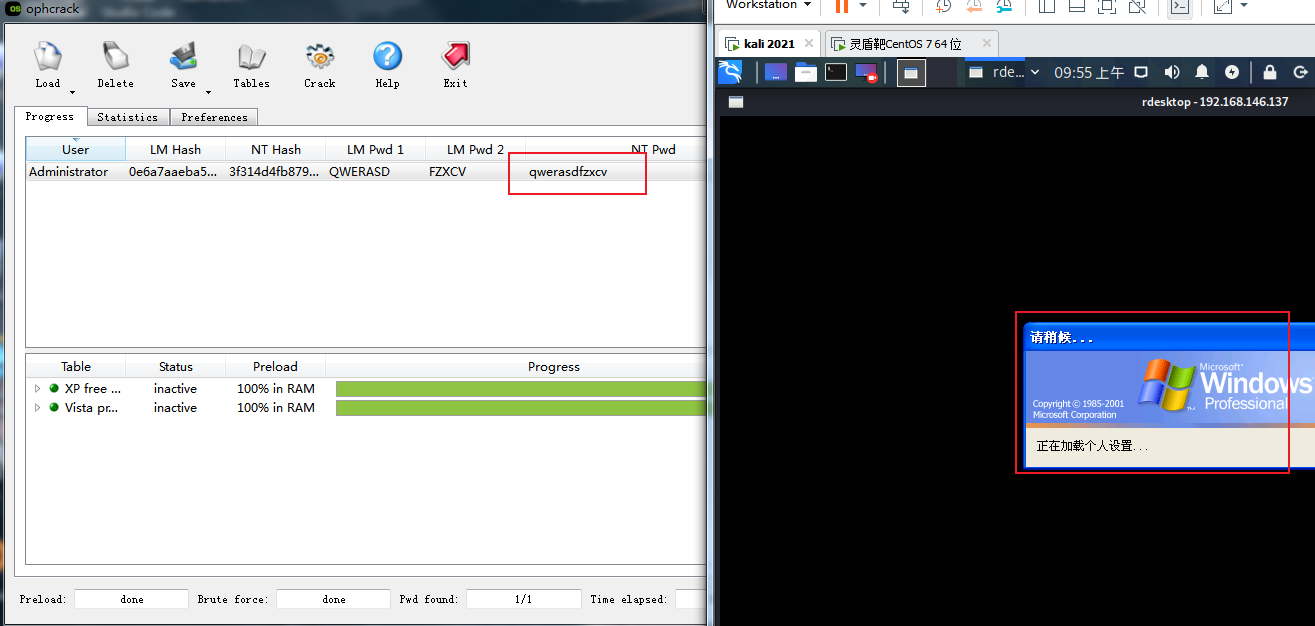 ophcrack
Load
Delete
Save
Tables
Crack
Help
Exit
Progress
Statistics
Preferences
User
LM Hash
NT Hash
LM Pwd 1
LM Pwd 2
NT Pwd
Administrator
0e6a7aaeba5...
3f314d4fb879...
QWERASD
FZXCV
qwerasdfzxcv
Table
Status
Preload
Progress
XP free ...
inactive
100% in RAM
Vista pr...
inactive
100% in RAM
Preload:
done
Brute force:
done
Pwd found:
1/1
Time elapsed:
Workstation
kali 2021
灵盾靶CentOS 7 64 位
rde...
09:55 上午
rdesktop - 192.168.146.137
请稍候...
Microsoft®
Windows
Professional
Copyright © 1985-2001
Microsoft Corporation
正在加载个人设置...